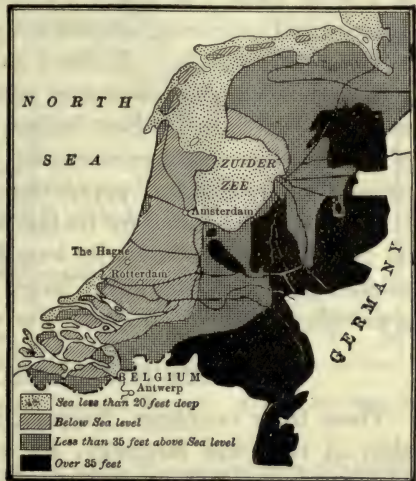 NORTH
SEA
ZUIDER
ZEE
Amsterdam
The Hague
Rotterdam
GERMANY
BELGIUM
Antwerp
Sea less than 20 feet deep
Below Sea level
Less than 35 feet above Sea level
Over 35 feet